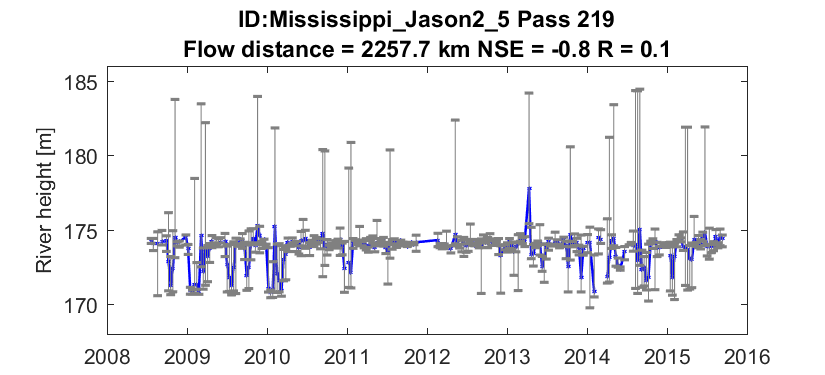 ID:Mississippi_Jason2_5 Pass 219
Flow distance = 2257.7 km NSE = -0.8 R = 0.1
River height [m]
185
180
175
170
2008 2009 2010 2011 2012 2013 2014 2015 2016